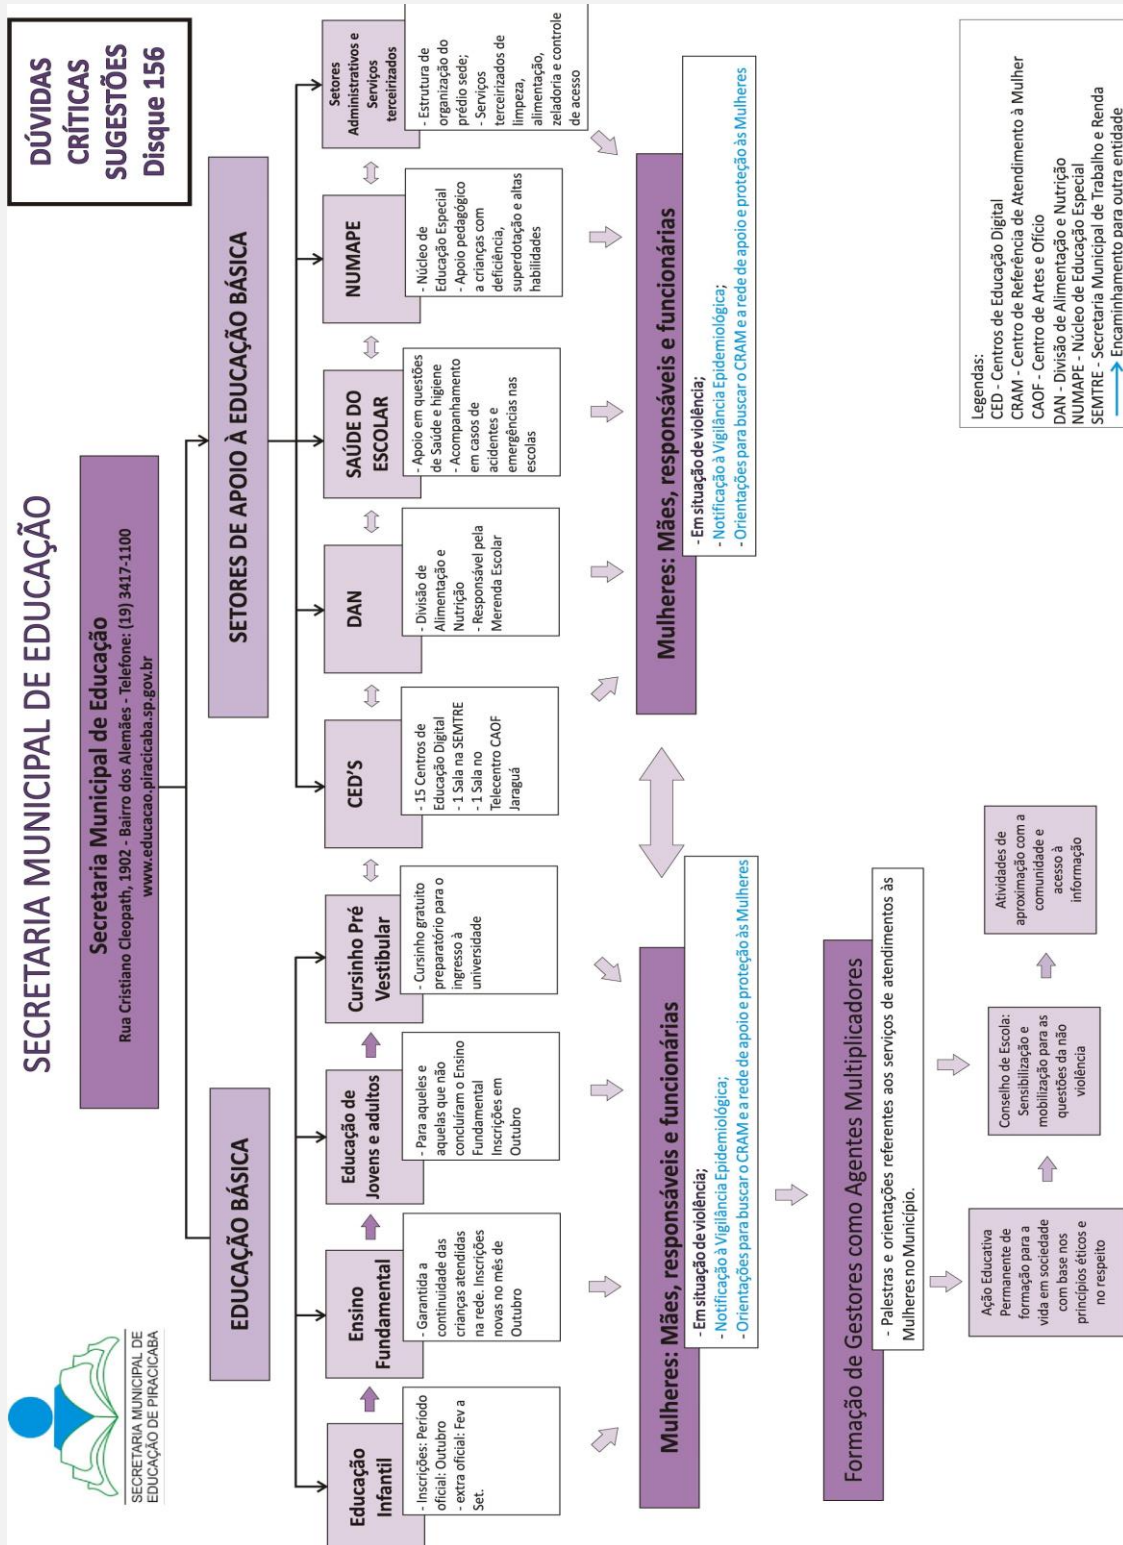 SECRETARIA MUNICIPAL DE
EDUCAÇÃO DE PIRACICABA
SECRETARIA MUNICIPAL DE EDUCAÇÃO
DÚVIDAS
CRÍTICAS
SUGESTÕES
Disque 156
Secretaria Municipal de Educação
Rua Cristiano Cleopath, 1902 - Bairro dos Alemães - Telefone: (19) 3417-1100
www.educacao.piracicaba.sp.gov.br
EDUCAÇÃO BÁSICA
SETORES DE APOIO À EDUCAÇÃO BÁSICA
Educação
Infantil
- Inscrições: Período
oficial: Outubro
- extra oficial: Fev a
Set.
Ensino
Fundamental
- Garantida a
continuidade das
crianças atendidas
na rede. Inscrições
novas no mês de
Outubro
Educação de
Jovens e adultos
- Para aqueles e
aquelas que não
concluíram o Ensino
Fundamental
Inscrições em
Outubro
Cursinho Pré
Vestibular
- Cursinho gratuito
preparatório para o
ingresso à
universidade
CED'S
- 15 Centros de
Educação Digital
- 1 Sala na SEMTRE
- 1 Sala no
Telecentro CAOF
Jaraguá
DAN
- Divisão de
Alimentação e
Nutrição
- Responsável pela
Merenda Escolar
SAÚDE DO
ESCOLAR
- Apoio em questões
de Saúde e higiene
- Acompanhamento
em casos de
acidentes e
emergências nas
escolas
NUMAPE
- Núcleo de
Educação Especial
- Apoio pedagógico
a crianças com
deficiência,
superdotação e altas
habilidades
Setores
Administrativos e
Serviços
terceirizados
- Estrutura de
organização do
prédio sede;
- Serviços
terceirizados de
limpeza,
alimentação,
zeladoria e controle
de acesso
Mulheres: Mães, responsáveis e funcionárias
- Em situação de violência;
- Notificação à Vigilância Epidemiológica;
- Orientações para buscar o CRAM e a rede de apoio e proteção às Mulheres
Mulheres: Mães, responsáveis e funcionárias
- Em situação de violência;
- Notificação à Vigilância Epidemiológica;
- Orientações para buscar o CRAM e a rede de apoio e proteção às Mulheres
Formação de Gestores como Agentes Multiplicadores
- Palestras e orientações referentes aos serviços de atendimentos às
Mulheres no Município.
Ação Educativa
Permanente de
formação para a
vida em sociedade
com base nos
princípios éticos e
no respeito
Conselho de Escola:
Sensibilização e
mobilização para as
questões da não
violência
Atividades de
aproximação com a
comunidade e
acesso à
informação
Legendas:
CED - Centros de Educação Digital
CRAM - Centro de Referência de Atendimento à Mulher
CAOF - Centro de Artes e Ofício
DAN - Divisão de Alimentação e Nutrição
NUMAPE - Núcleo de Educação Especial
SEMTRE - Secretaria Municipal de Trabalho e Renda
Encaminhamento para outra entidade